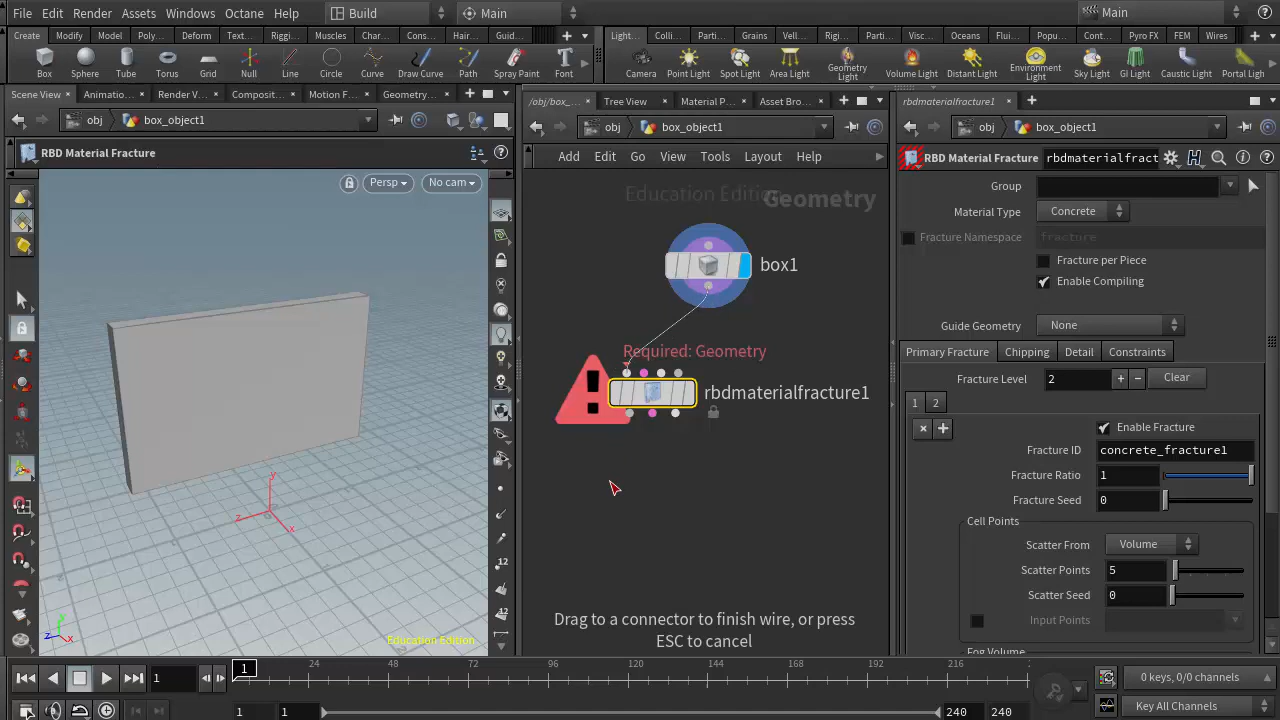 File Edit Render Assets Windows Octane Help Build Main Main
Create Modify Model Poly... Deform Text... Riggi... Muscles Char... Cons... Hair... Guid... Light... Colli... Parti... Grains Vell... Rig... Parti... Visc... Oceans Flui... Popu... Cont... Pyro FX FEM Wires
Box Sphere Tube Torus Grid Null Line Circle Curve Draw Curve Path Spray Paint Font Camera Point Light Spot Light Area Light Geometry Light Volume Light Distant Light Environment Light Sky Light GI Light Caustic Light Portal Ligh
Scene View Animatio... Render V... Composit... Motion F... Geometry... /obj/box_... Tree View Material P... Asset Bro... rbdmaterialfracture1
obj box_object1 obj box_object1 obj box_object1
RBD Material Fracture
Persp No cam
Education Edition
z x y
z y x
Add Edit Go View Tools Layout Help
Education Edition
Geometry
box1
Required: Geometry
rbdmaterialfracture1
Drag to a connector to finish wire, or press
ESC to cancel
RBD Material Fracture rbdmaterialfract
Group
Material Type Concrete
Fracture Namespace fracture
Fracture per Piece
Enable Compiling
Guide Geometry None
Primary Fracture Chipping Detail Constraints
Fracture Level 2 Clear
1 2
Enable Fracture
Fracture ID concrete_fracture1
Fracture Ratio 1
Fracture Seed 0
Cell Points
Scatter From Volume
Scatter Points 5
Scatter Seed 0
Input Points
Fog Volume
1 1 24 48 72 96 120 144 168 192 216 2
0 keys, 0/0 channels
1 1 240 240 Key All Channels